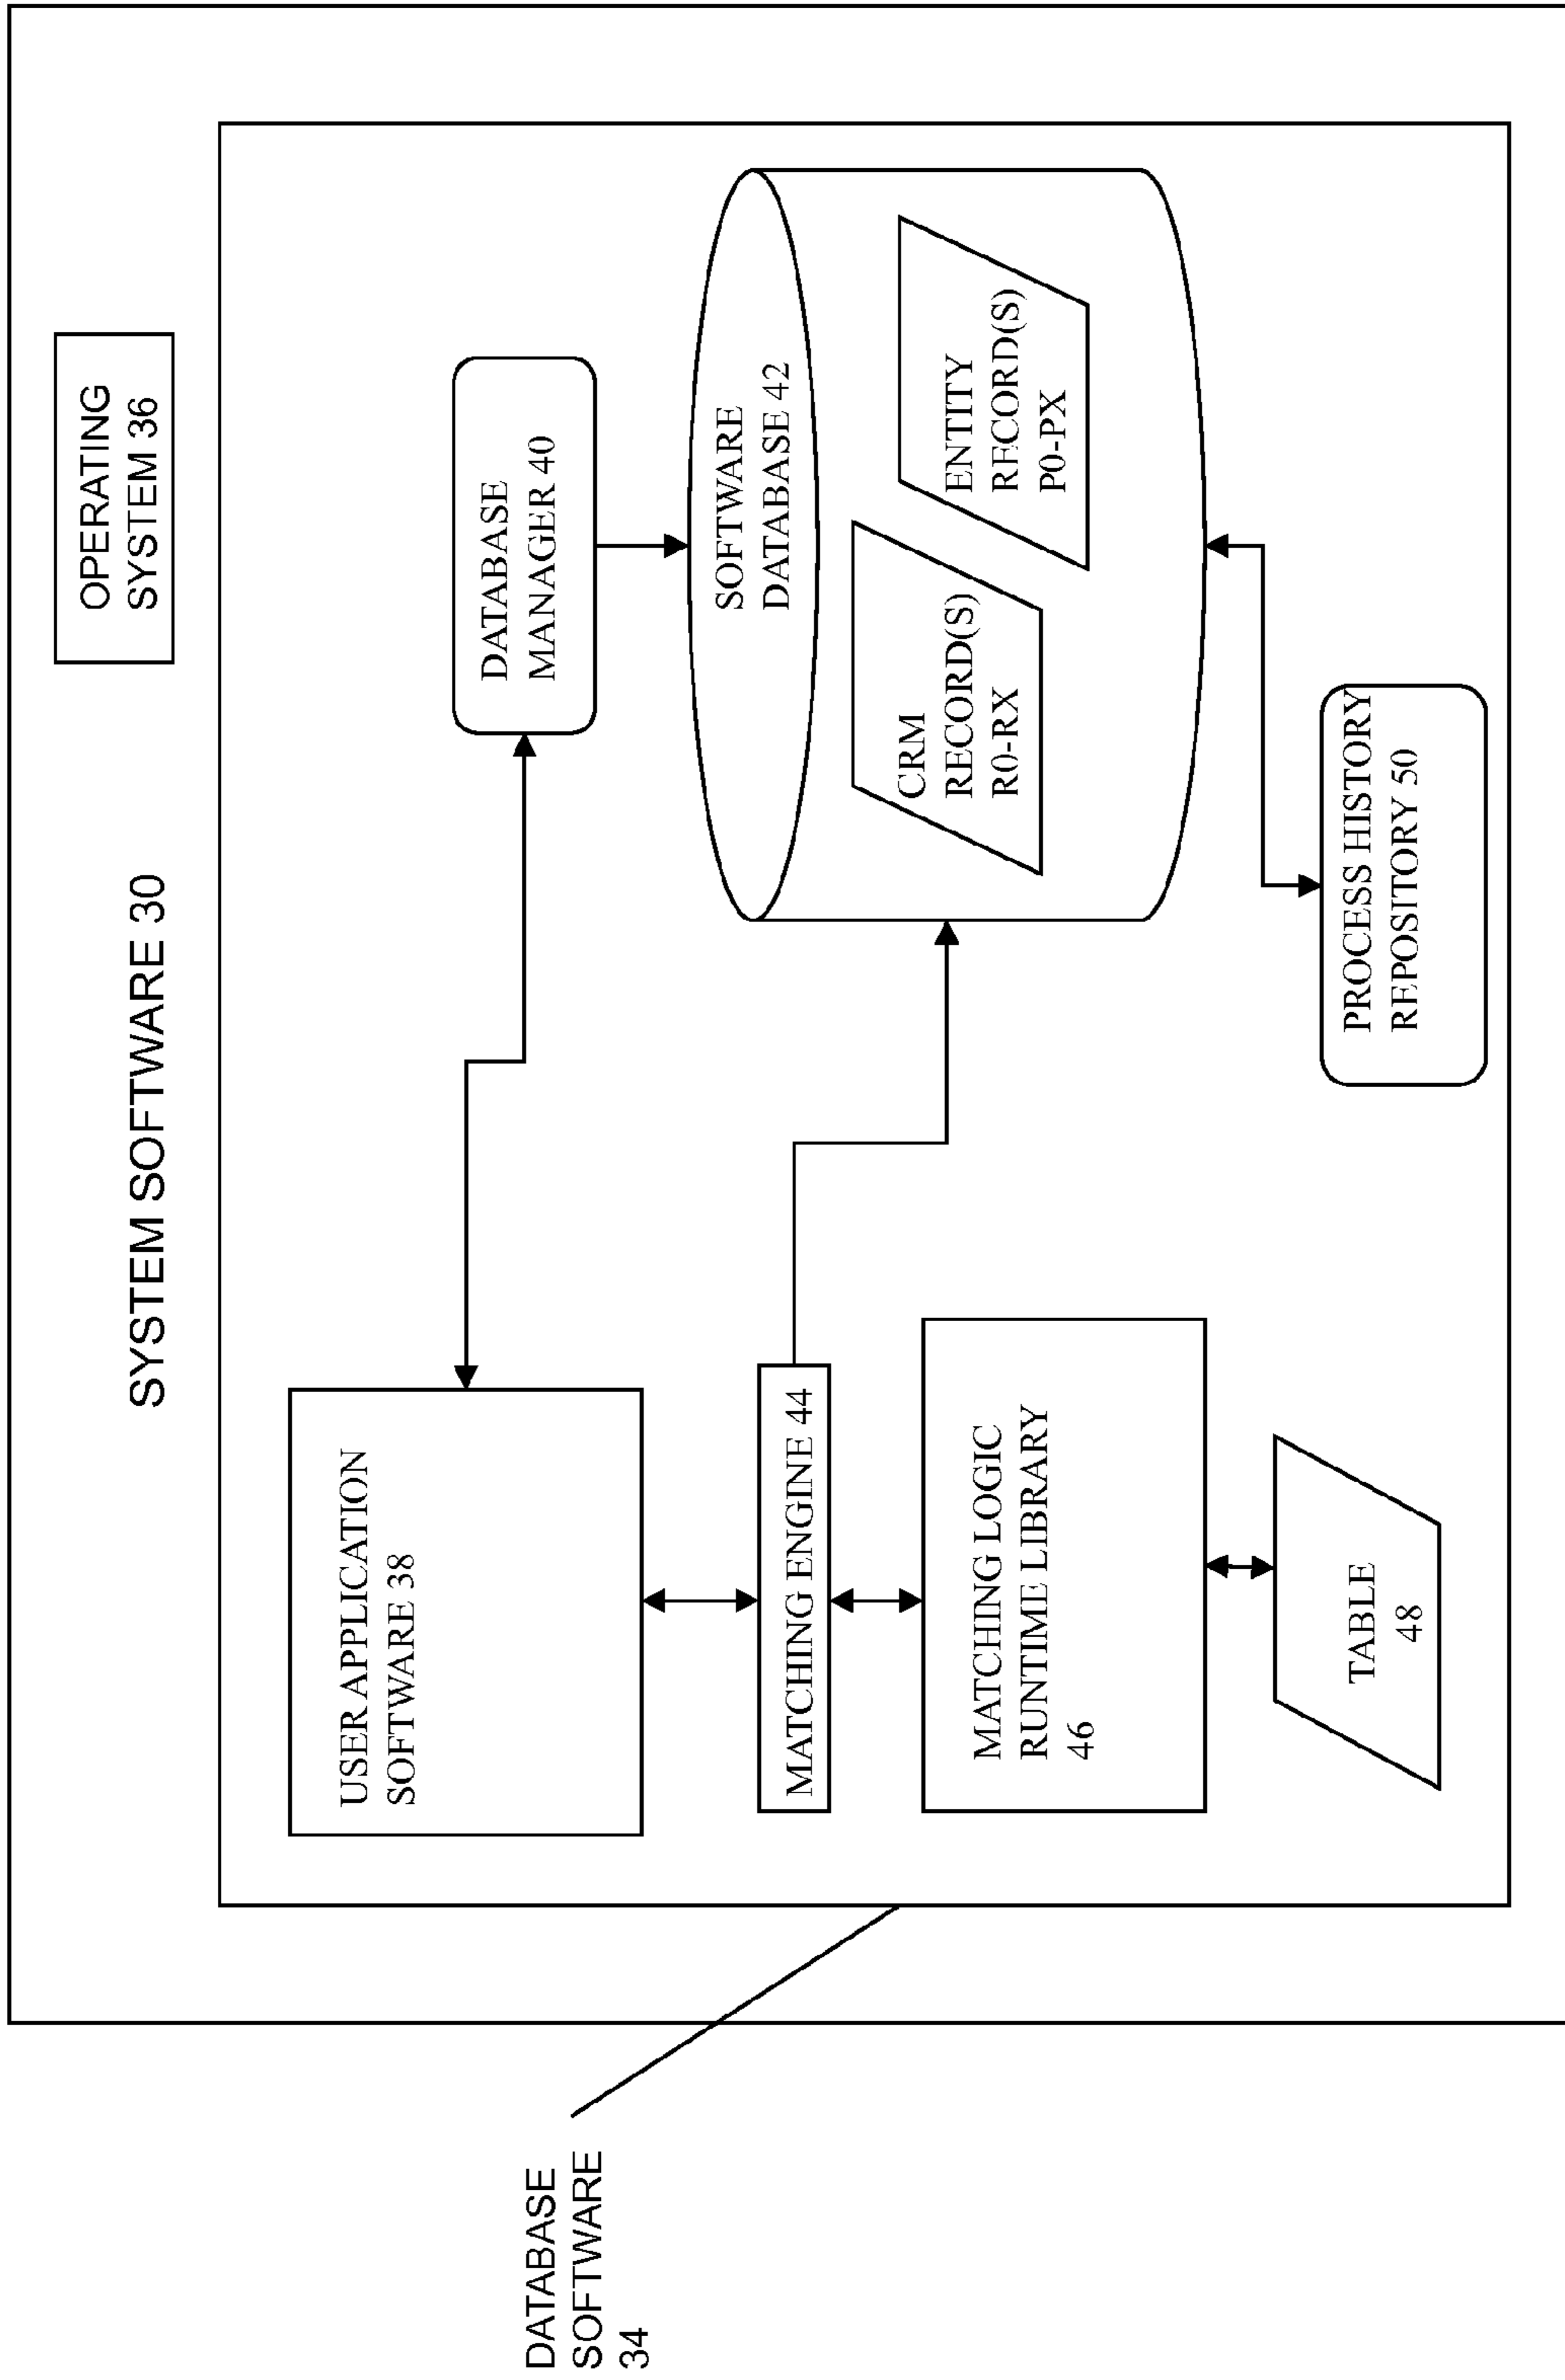 SYSTEM SOFTWARE 30
OPERATING
SYSTEM 36
USER APPLICATION
SOFTWARE 38
DATABASE
MANAGER 40
SOFTWARE
DATABASE 42
MATCHING ENGINE 44
CRM
RECORD(S)
R0-RX
ENTITY
RECORD(S)
P0-PX
MATCHING LOGIC
RUNTIME LIBRARY
46
TABLE
48
PROCESS HISTORY
REPOSITORY 50
DATABASE
SOFTWARE
34